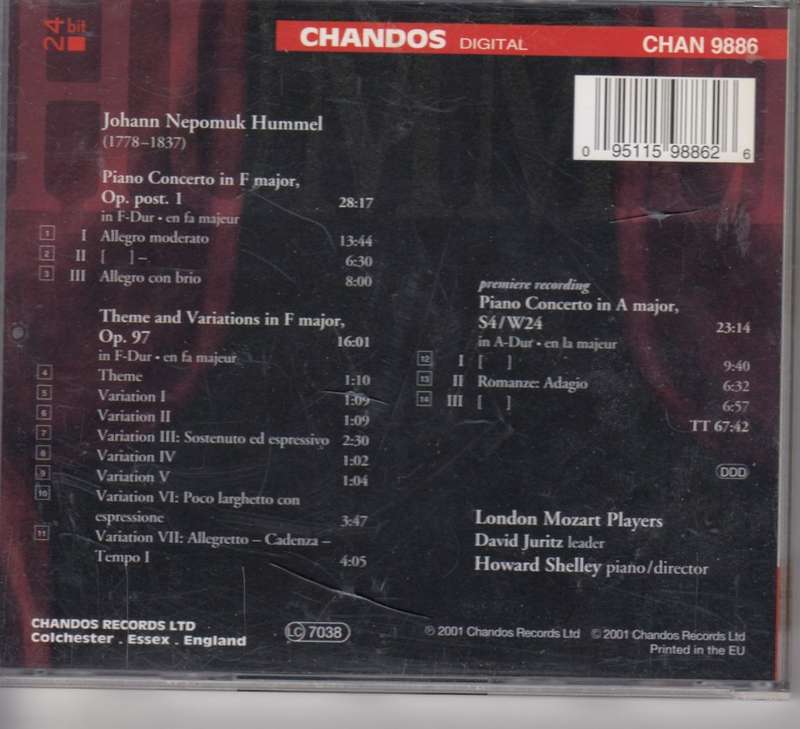 24 bit
CHANDOS DIGITAL CHAN 9886
0 95115 98862 6
Johann Nepomuk Hummel
(1778–1837)
Piano Concerto in F major,
Op. post. 1 28:17
in F-Dur • en fa majeur
1 I Allegro moderato 13:44
2 II [ ] – 6:30
3 III Allegro con brio 8:00
Theme and Variations in F major,
Op. 97 16:01
in F-Dur • en fa majeur
4 Theme 1:10
5 Variation I 1:09
6 Variation II 1:09
7 Variation III: Sostenuto ed espressivo 2:30
8 Variation IV 1:02
9 Variation V 1:04
10 Variation VI: Poco larghetto con
espressione 3:47
11 Variation VII: Allegretto – Cadenza –
Tempo I 4:05
premiere recording
Piano Concerto in A major,
S4/W24 23:14
in A-Dur • en la majeur
12 I [ ] 9:40
13 II Romanze: Adagio 6:32
14 III [ ] 6:57
TT 67:42
DDD
London Mozart Players
David Juritz leader
Howard Shelley piano/director
CHANDOS RECORDS LTD
Colchester . Essex . England
LC 7038
℗ 2001 Chandos Records Ltd © 2001 Chandos Records Ltd
Printed in the EU